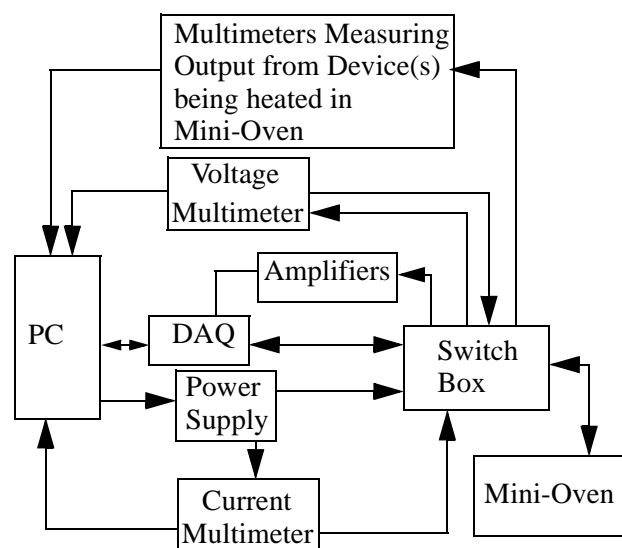 Multimeters Measuring
Output from Device(s)
being heated in
Mini-Oven
Voltage
Multimeter
Amplifiers
PC
DAQ
Switch
Box
Power
Supply
Mini-Oven
Current
Multimeter